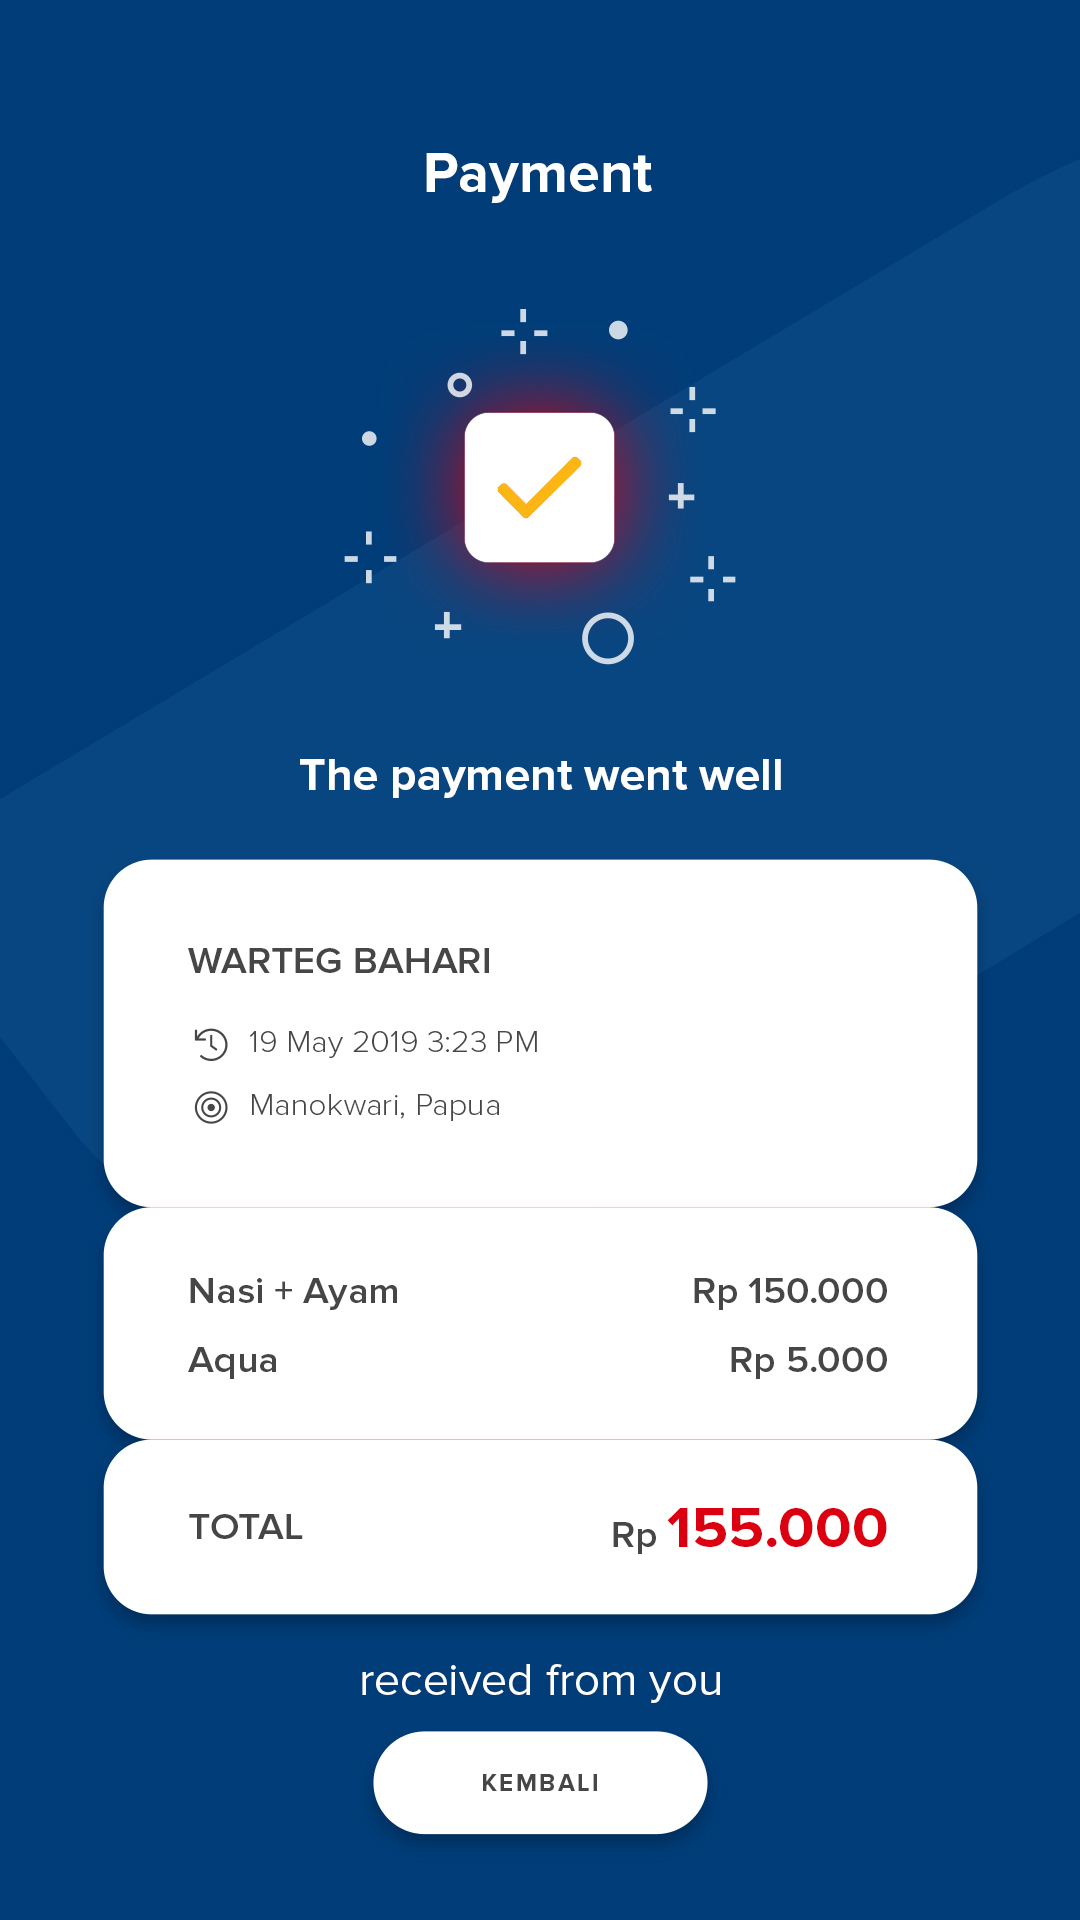 Payment
The payment went well
WARTEG BAHARI
19 May 2019 3:23 PM
Manokwari, Papua
Nasi + Ayam Rp 150.000
Aqua Rp 5.000
TOTAL Rp 155.000
received from you
KEMBALI